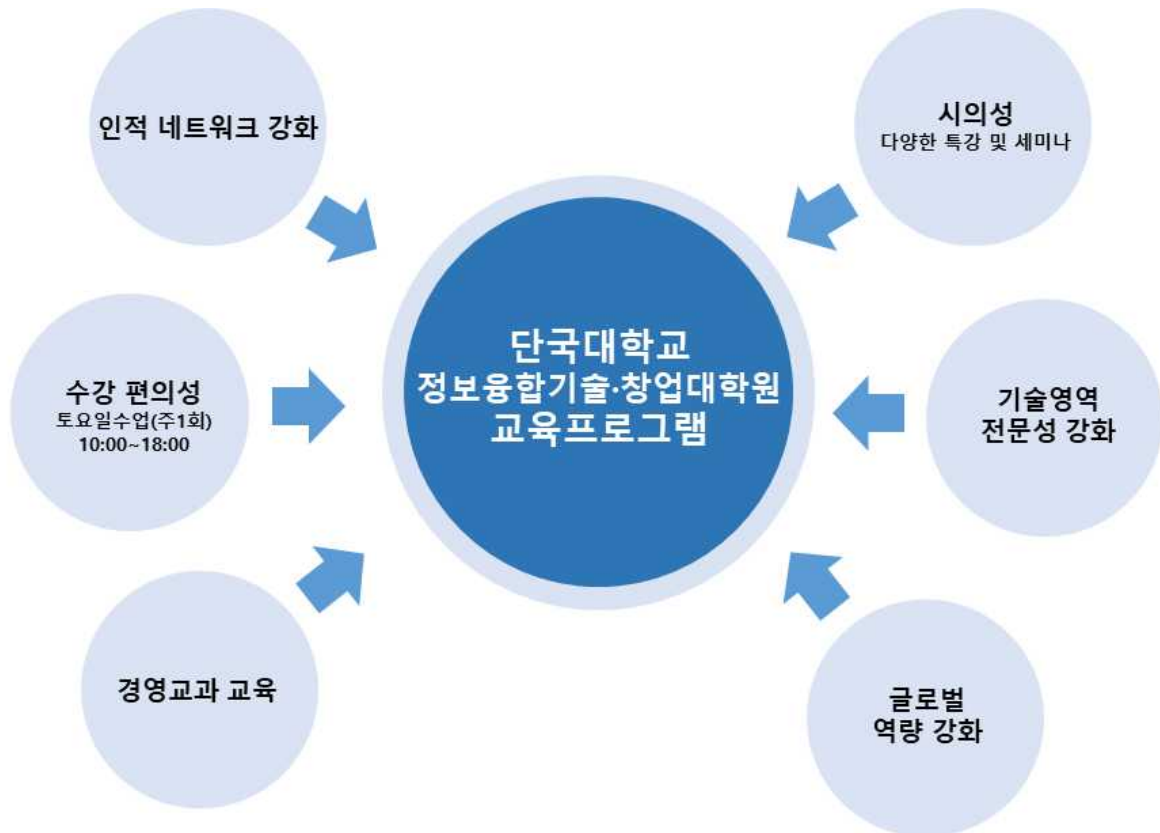 인적 네트워크 강화
시의성
다양한 특강 및 세미나
단국대학교
정보융합기술·창업대학원
교육프로그램
수강 편의성
토요일수업(주1회)
10:00~18:00
기술영역
전문성 강화
경영교과 교육
글로벌
역량 강화